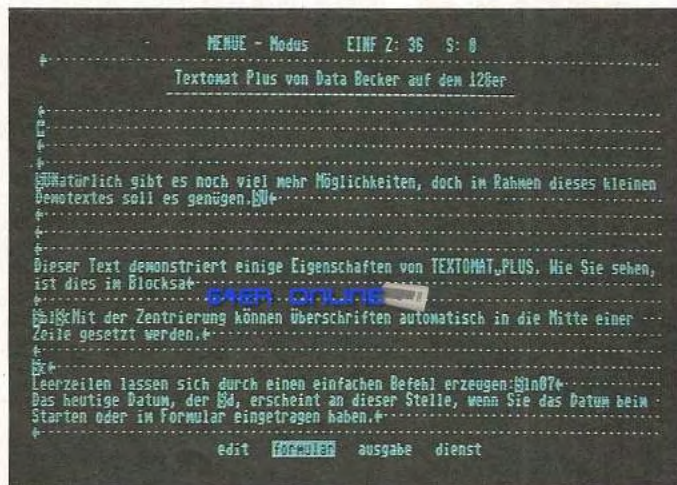 MENUE - Modus EINF Z: 36 S: 0
Textomat Plus von Data Becker auf dem 128er
Natürlich gibt es noch viel mehr Möglichkeiten, doch im Rahmen dieses kleinen
Demotextes soll es genügen.
Dieser Text demonstriert einige Eigenschaften von TEXTOMAT PLUS. Wie Sie sehen,
ist dies im Blocksa
64ER ONLINE
Mit der Zentrierung können Überschriften automatisch in die Mitte einer
Zeile gesetzt werden.
Leerzeilen lassen sich durch einen einfachen Befehl erzeugen:
Das heutige Datum, der erscheint an dieser Stelle, wenn Sie das Datum beim
Starten oder im Formular eingetragen haben.
edit formular ausgabe dienst